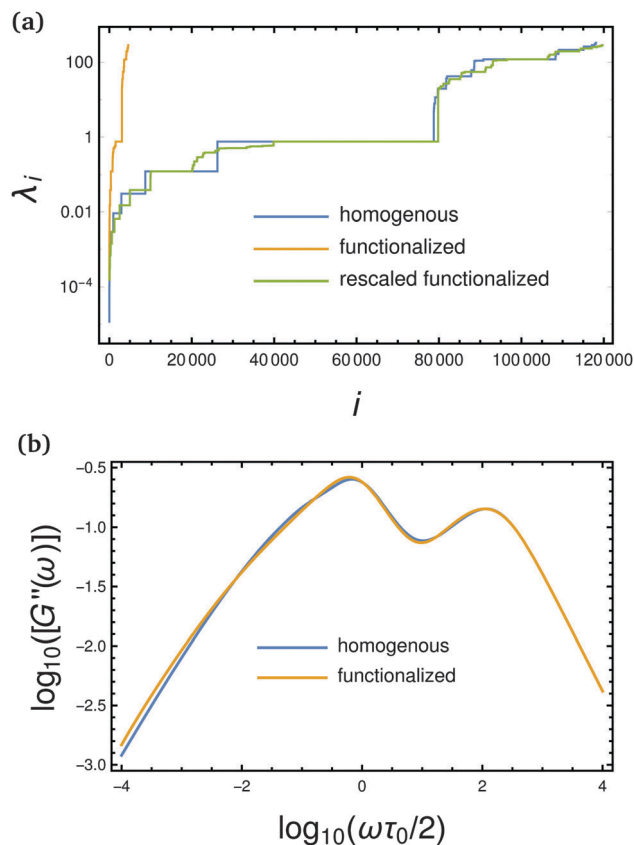 (a)
100
1
0.01
10⁻⁴
λᵢ
homogenous
functionalized
rescaled functionalized
0 20 000 40 000 60 000 80 000 100 000 120 000
i
(b)
-0.5
-1.0
-1.5
-2.0
-2.5
-3.0
log₁₀([G''(ω)])
homogenous
functionalized
-4 -2 0 2 4
log₁₀(ωτ₀/2)